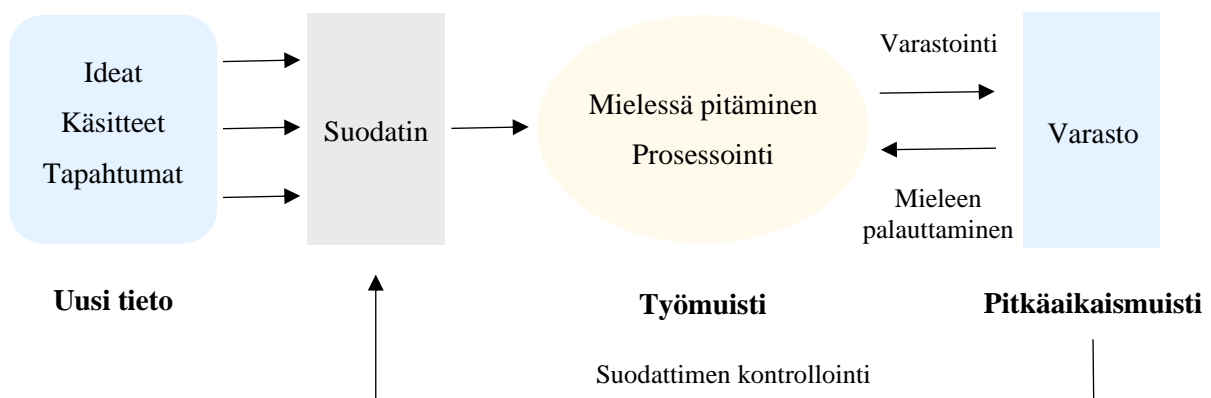 Ideat
Käsitteet
Tapahtumat
Suodatin
Mielessä pitäminen
Prosessointi
Varastointi
Mieleen
palauttaminen
Varasto
Uusi tieto
Työmuisti
Pitkäaikaismuisti
Suodattimen kontrollointi